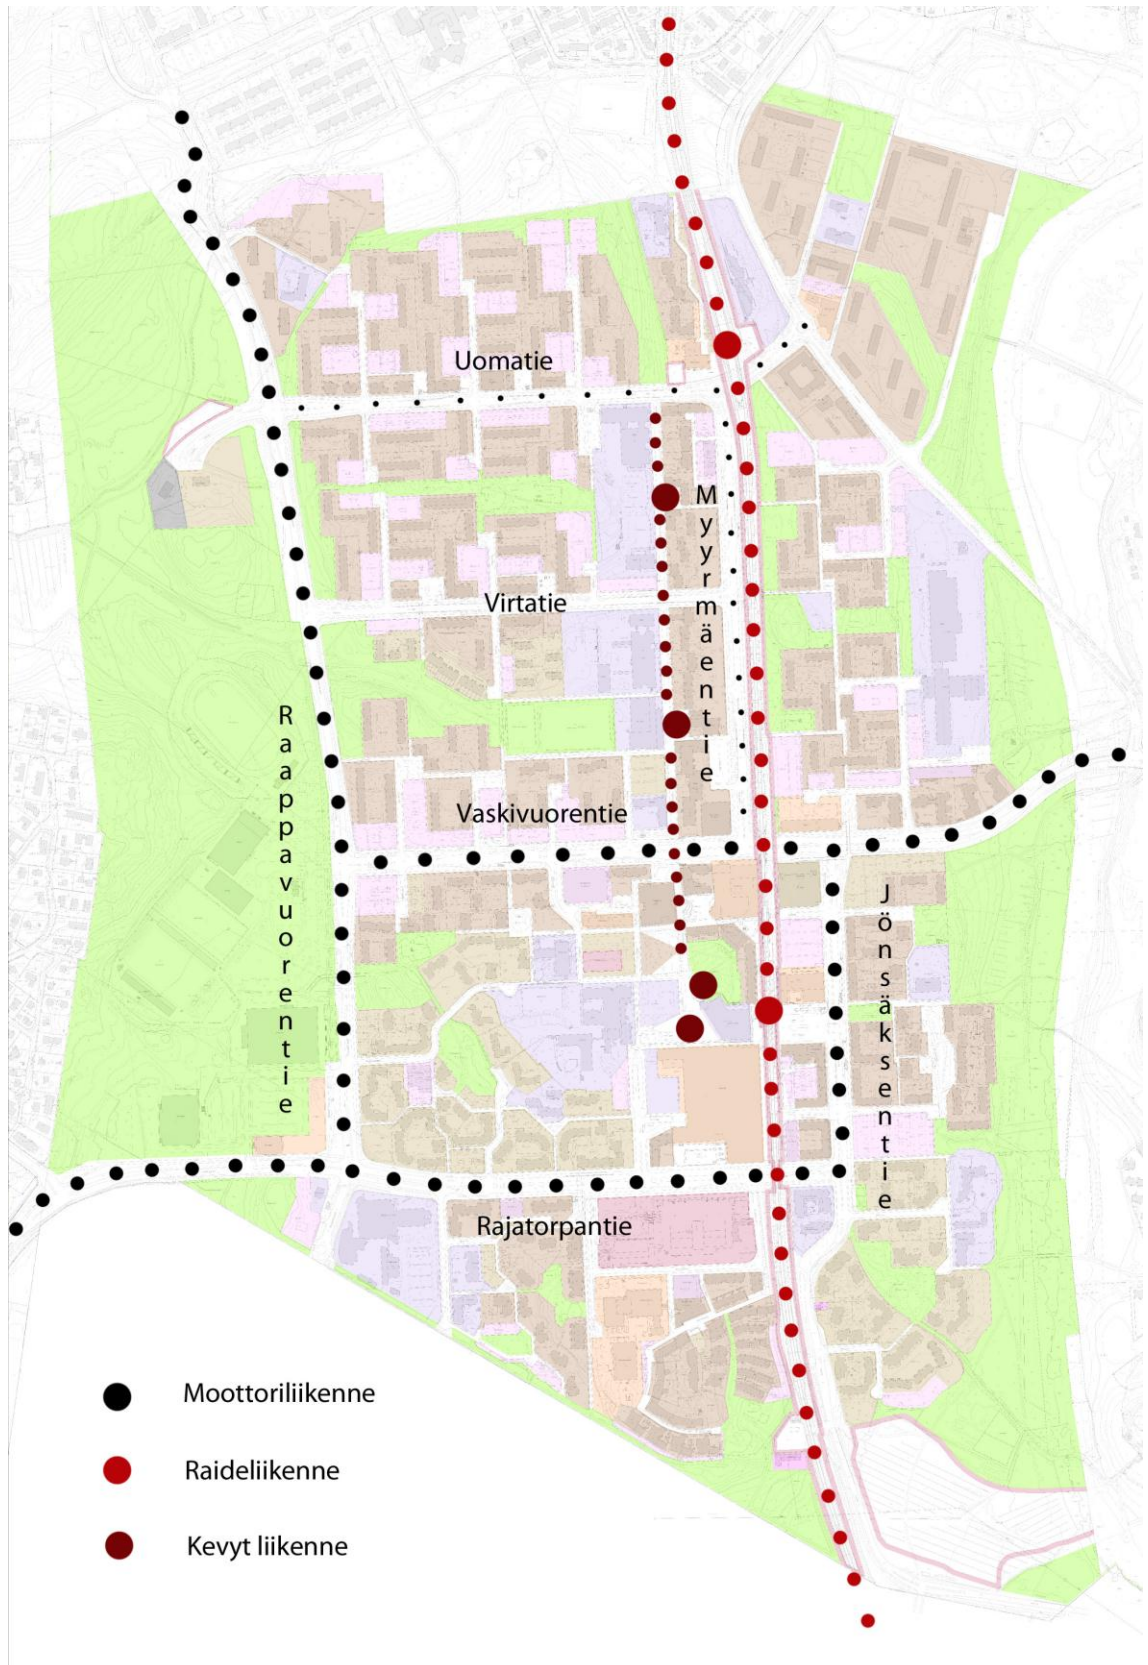 Uomatie
Myyrmäentie
Virtatie
Raappavuorentie
Vaskivuorentie
Jönsäksentie
Rajatorpantie
Moottoriliikenne
Raideliikenne
Kevyt liikenne